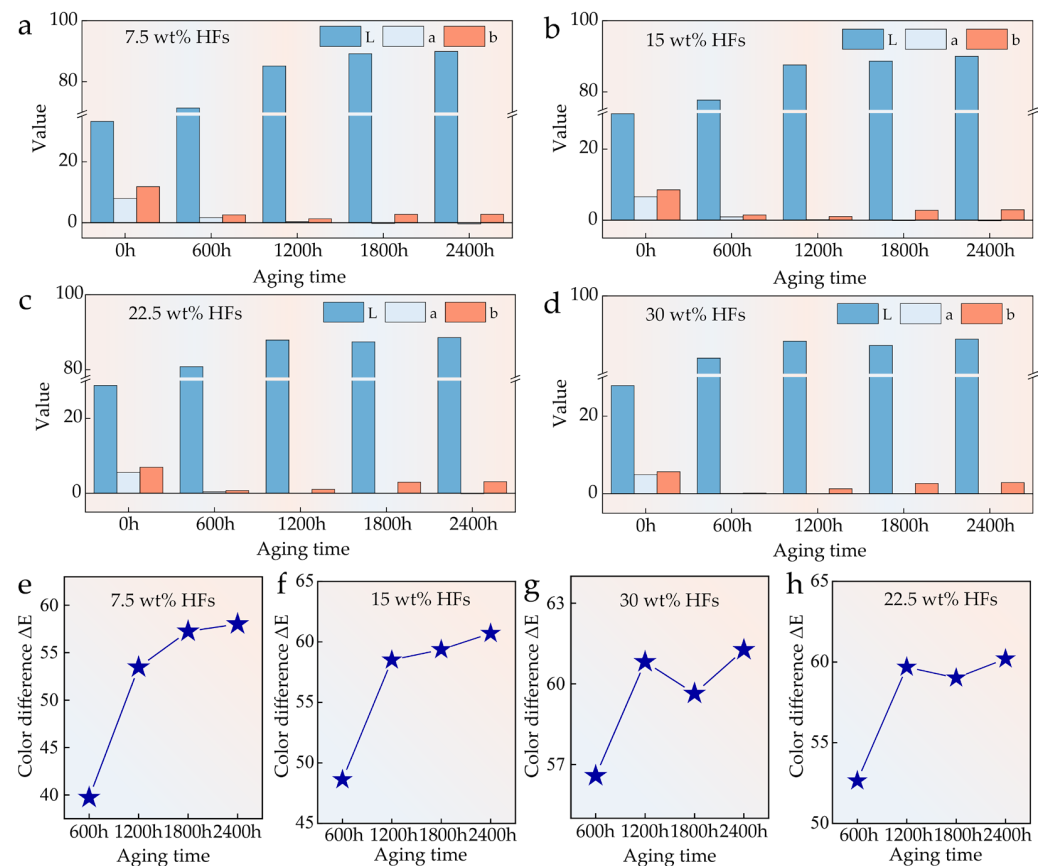 a
7.5 wt% HFs
L a b
100
80
20
0
Value
0h 600h 1200h 1800h 2400h
Aging time
b
15 wt% HFs
L a b
100
80
20
0
Value
0h 600h 1200h 1800h 2400h
Aging time
c
22.5 wt% HFs
L a b
100
80
20
0
Value
0h 600h 1200h 1800h 2400h
Aging time
d
30 wt% HFs
L a b
100
80
20
0
Value
0h 600h 1200h 1800h 2400h
Aging time
e
7.5 wt% HFs
60
55
50
45
40
Color difference ΔE
600h 1200h 1800h 2400h
Aging time
f
15 wt% HFs
65
60
55
50
45
Color difference ΔE
600h 1200h 1800h 2400h
Aging time
g
30 wt% HFs
63
60
57
Color difference ΔE
600h 1200h 1800h 2400h
Aging time
h
22.5 wt% HFs
65
60
55
50
Color difference ΔE
600h 1200h 1800h 2400h
Aging time